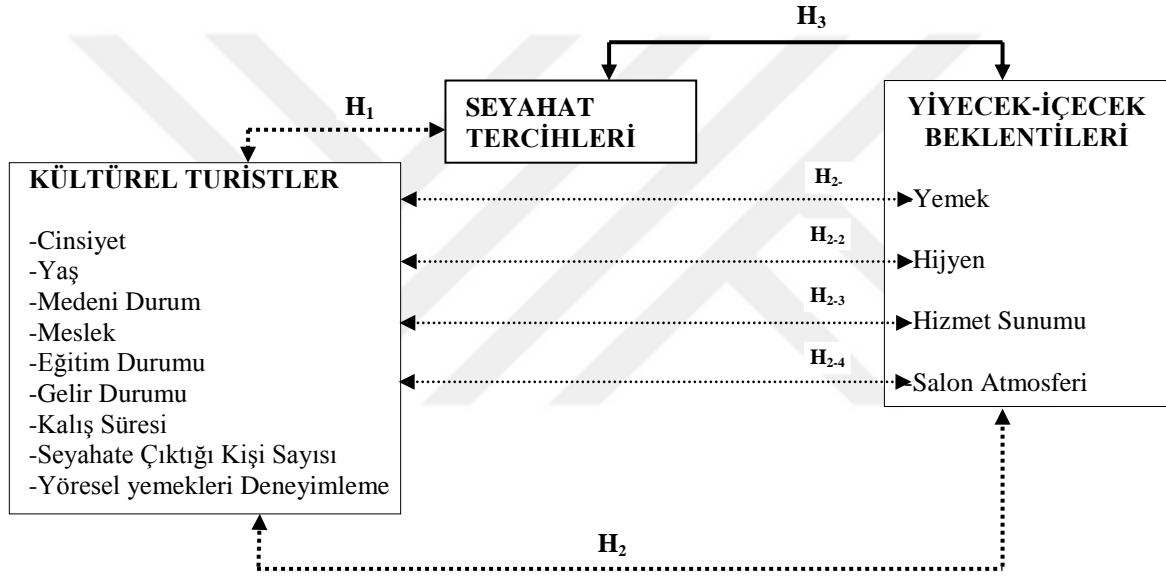 H3
SEYAHAT
TERCİHLERİ
YİYECEK-İÇECEK
BEKLENTİLERİ
H1
KÜLTÜREL TURİSTLER
-Cinsiyet
-Yaş
-Medeni Durum
-Meslek
-Eğitim Durumu
-Gelir Durumu
-Kalış Süresi
-Seyahate Çıktığı Kişi Sayısı
-Yöresel yemekleri Deneyimleme
H2-
-Yemek
H2-2
-Hijyen
H2-3
-Hizmet Sunumu
H2-4
-Salon Atmosferi
H2